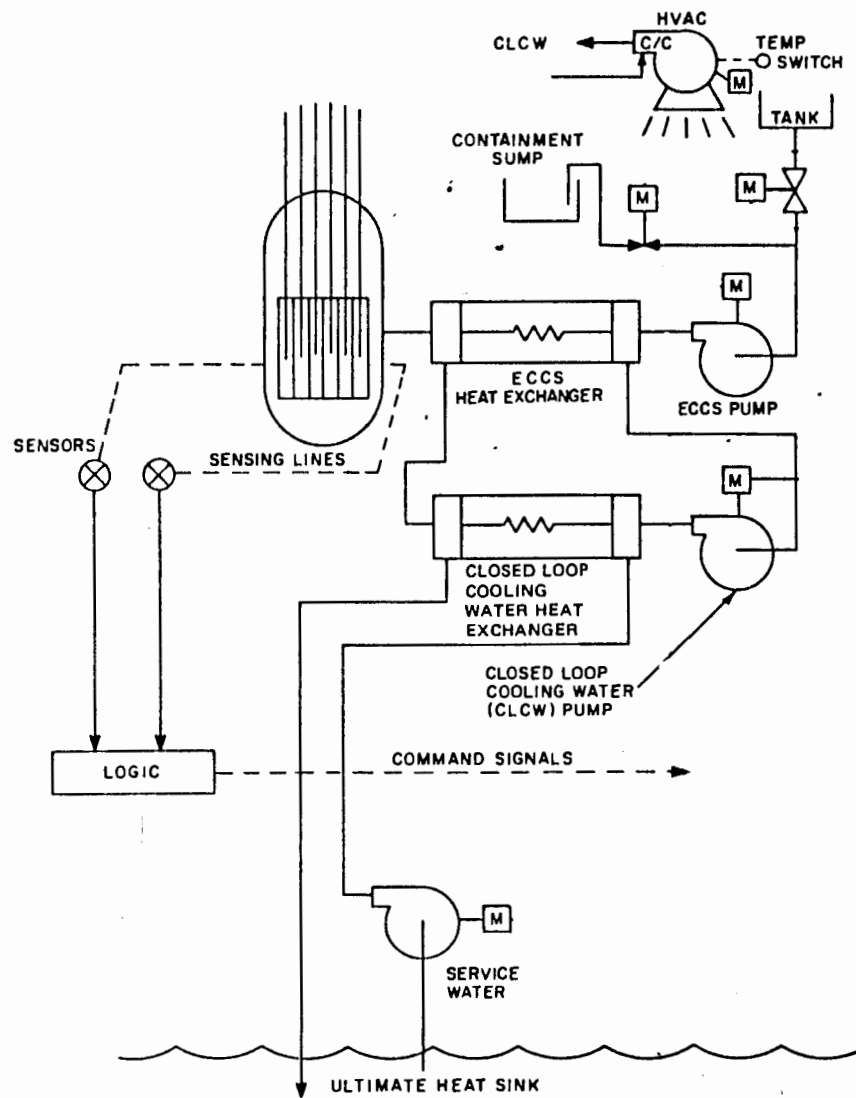 HVAC
CLCW
C/C
TEMP
SWITCH
M
TANK
CONTAINMENT
SUMP
M
M
M
ECCS
HEAT EXCHANGER
ECCS PUMP
SENSORS
SENSING LINES
M
CLOSED LOOP
COOLING
WATER HEAT
EXCHANGER
CLOSED LOOP
COOLING WATER
(CLCW) PUMP
LOGIC
COMMAND SIGNALS
M
SERVICE
WATER
ULTIMATE HEAT SINK